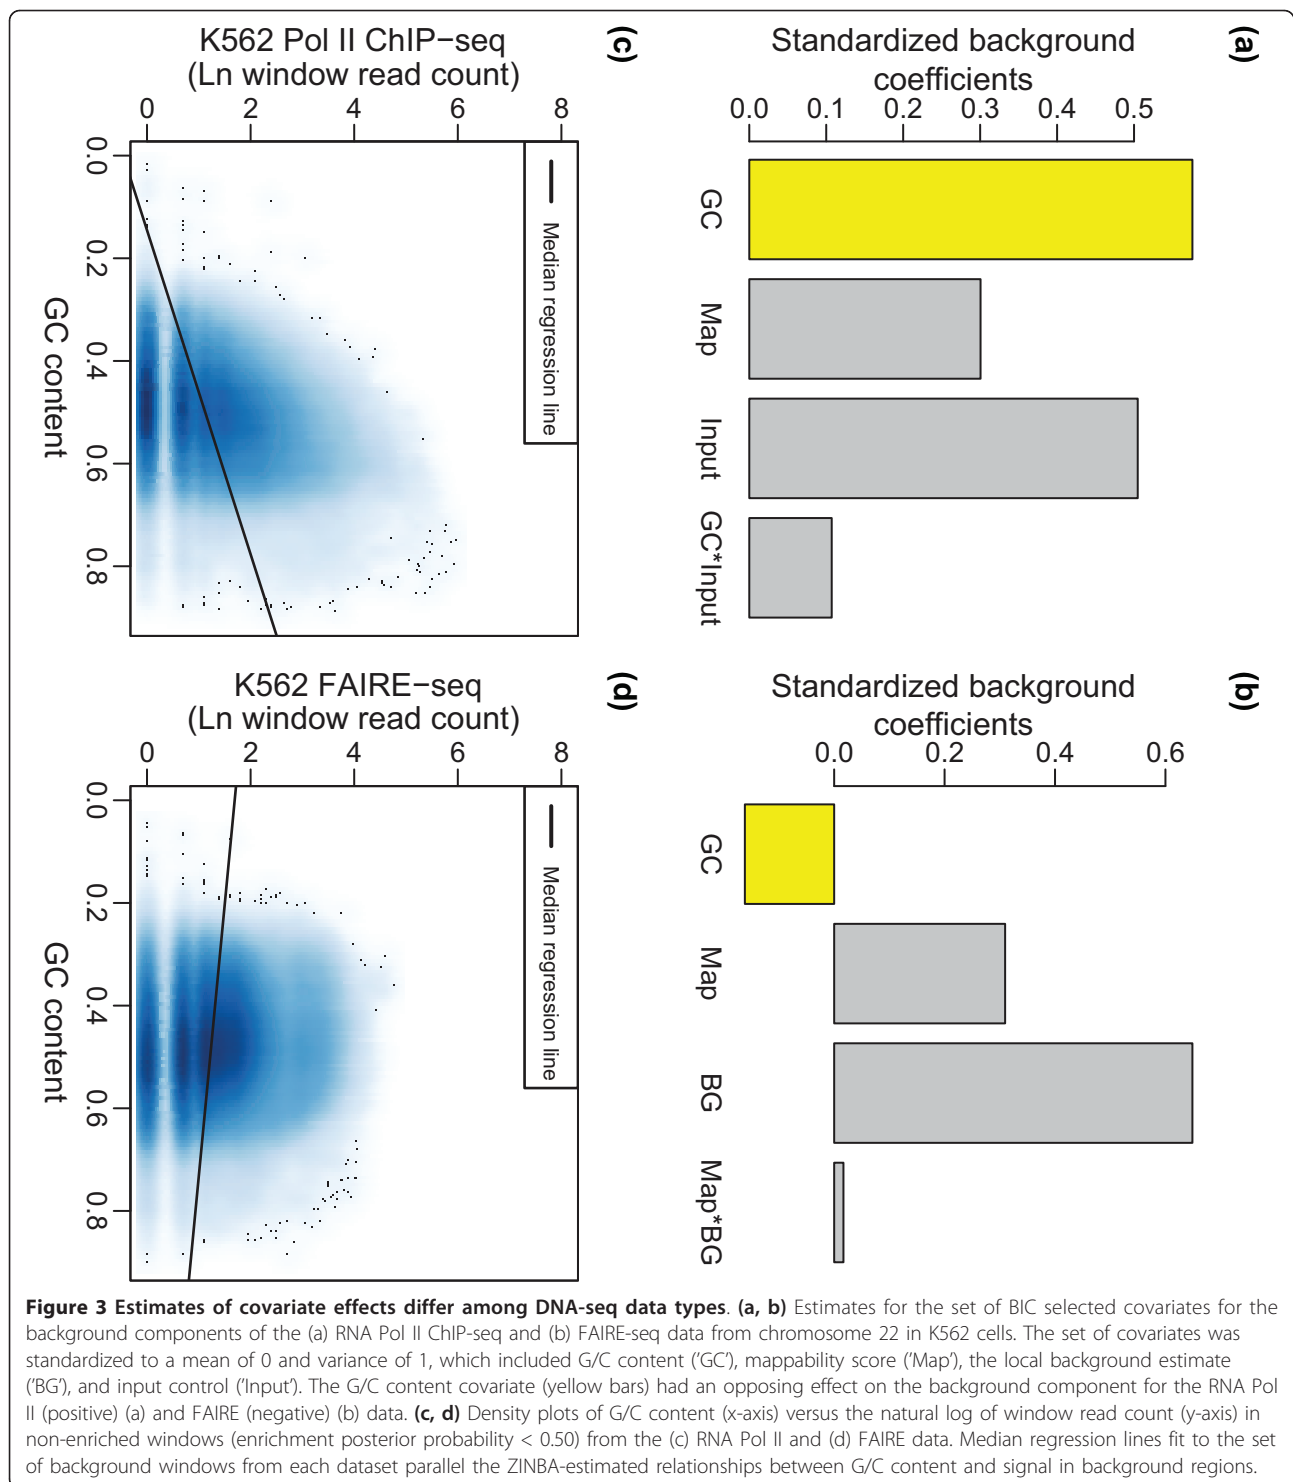 (a)
Standardized background
coefficients
0.0 0.1 0.2 0.3 0.4 0.5
GC
Map
Input
GC*Input
(b)
Standardized background
coefficients
0.0 0.2 0.4 0.6
GC
Map
BG
Map*BG
(c)
K562 Pol II ChIP−seq
(Ln window read count)
0 2 4 6 8
0.0 0.2 0.4 0.6 0.8
GC content
Median regression line
(d)
K562 FAIRE−seq
(Ln window read count)
0 2 4 6 8
0.0 0.2 0.4 0.6 0.8
GC content
Median regression line
Figure 3 Estimates of covariate effects differ among DNA-seq data types. (a, b) Estimates for the set of BIC selected covariates for the
background components of the (a) RNA Pol II ChIP-seq and (b) FAIRE-seq data from chromosome 22 in K562 cells. The set of covariates was
standardized to a mean of 0 and variance of 1, which included G/C content ('GC'), mappability score ('Map'), the local background estimate
('BG'), and input control ('Input'). The G/C content covariate (yellow bars) had an opposing effect on the background component for the RNA Pol
II (positive) (a) and FAIRE (negative) (b) data. (c, d) Density plots of G/C content (x-axis) versus the natural log of window read count (y-axis) in
non-enriched windows (enrichment posterior probability < 0.50) from the (c) RNA Pol II and (d) FAIRE data. Median regression lines fit to the set
of background windows from each dataset parallel the ZINBA-estimated relationships between G/C content and signal in background regions.